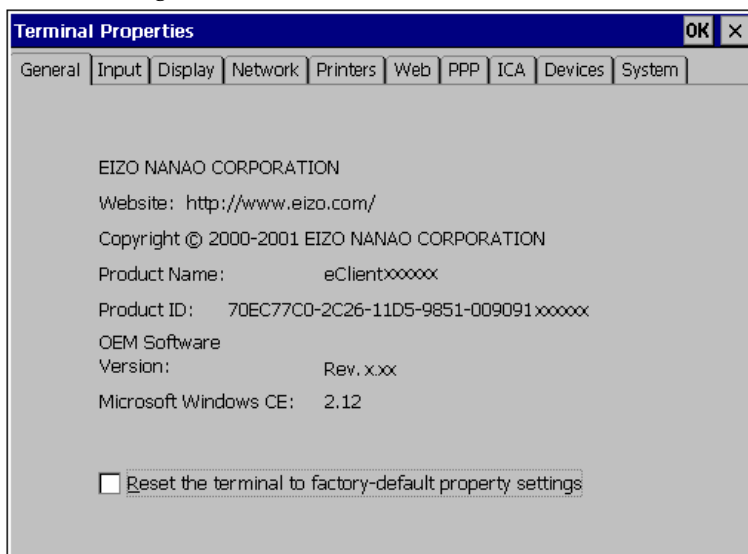 Terminal Properties OK ×
General Input Display Network Printers Web PPP ICA Devices System
EIZO NANAO CORPORATION
Website: http://www.eizo.com/
Copyright © 2000-2001 EIZO NANAO CORPORATION
Product Name: eClientxxxxxx
Product ID: 70EC77C0-2C26-11D5-9851-009091xxxxxx
OEM Software
Version: Rev. x.xx
Microsoft Windows CE: 2.12
Reset the terminal to factory-default property settings